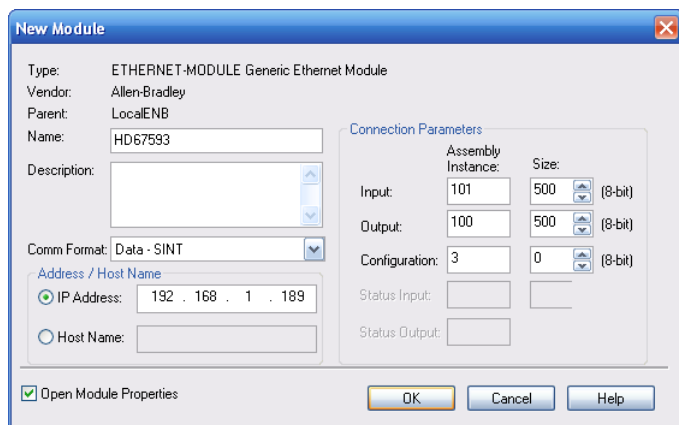 New Module
Type: ETHERNET-MODULE Generic Ethernet Module
Vendor: Allen-Bradley
Parent: LocalENB
Name: HD67593
Description:
Comm Format: Data - SINT
Address / Host Name
IP Address: 192 . 168 . 1 . 189
Host Name:
Connection Parameters
Assembly
Instance: Size:
Input: 101 500 (8-bit)
Output: 100 500 (8-bit)
Configuration: 3 0 (8-bit)
Status Input:
Status Output:
Open Module Properties
OK Cancel Help